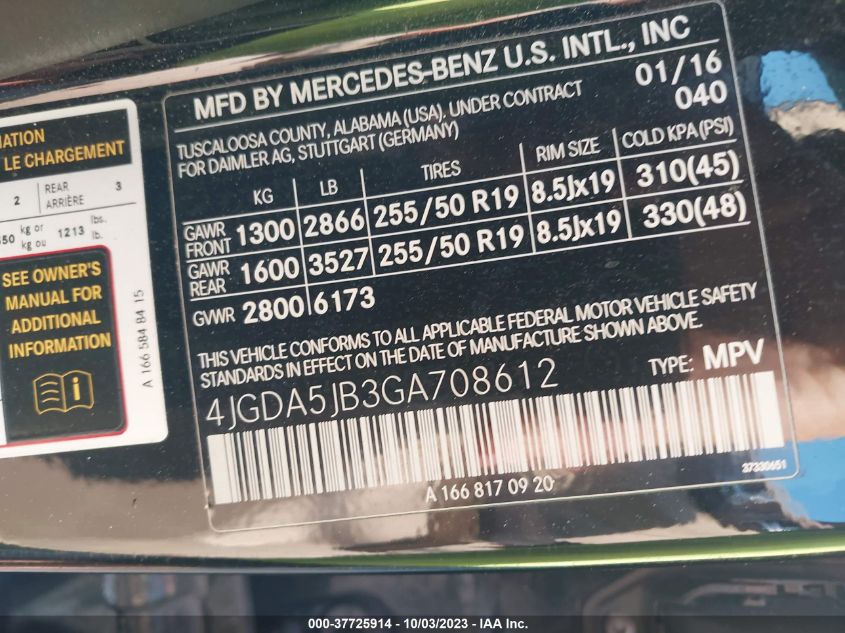 MFD BY MERCEDES-BENZ U.S. INTL., INC
01/16
040
TUSCALOOSA COUNTY, ALABAMA (USA). UNDER CONTRACT
FOR DAIMLER AG, STUTTGART (GERMANY)
KG LB TIRES RIM SIZE COLD KPA(PSI)
GAWR FRONT 1300 2866 255/50 R19 8.5Jx19 310(45)
GAWR REAR 1600 3527 255/50 R19 8.5Jx19 330(48)
GVWR 2800 6173
THIS VEHICLE CONFORMS TO ALL APPLICABLE FEDERAL MOTOR VEHICLE SAFETY
STANDARDS IN EFFECT ON THE DATE OF MANUFACTURE SHOWN ABOVE.
4JGDA5JB3GA708612
TYPE: MPV
37330651
A 166 817 09 20
LE CHARGEMENT
2 REAR ARRIÈRE 3
kg or kg ou 1213 lbs. lb.
SEE OWNER'S
MANUAL FOR
ADDITIONAL
INFORMATION
i
A 166 584 84 15
000-37725914 - 10/03/2023 - IAA Inc.